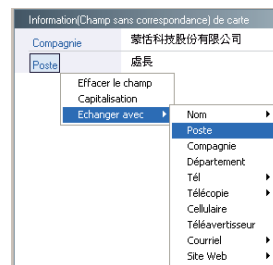 Information(Champ sans correspondance) de carte
Compagnie 蒙恬科技股份有限公司
Poste 處長
Effacer le champ
Capitalisation
Echanger avec
Nom
Poste
Compagnie
Département
Tél
Télécopie
Cellulaire
Téléavertisseur
Courriel
Site Web